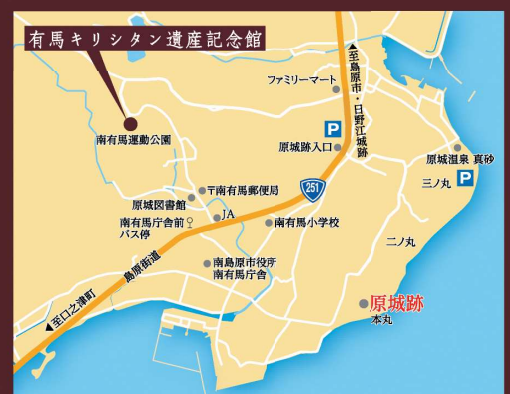 有馬キリシタン遺産記念館
▲至島原市・日野江城跡
ファミリーマート
P
南有馬運動公園
原城跡入口
原城温泉 真砂
P
三ノ丸
251
〒南有馬郵便局
原城図書館
JA
南有馬小学校
南有馬庁舎前
バス停
二ノ丸
島原街道
南島原市役所
南有馬庁舎
原城跡
本丸
▲至口之津町